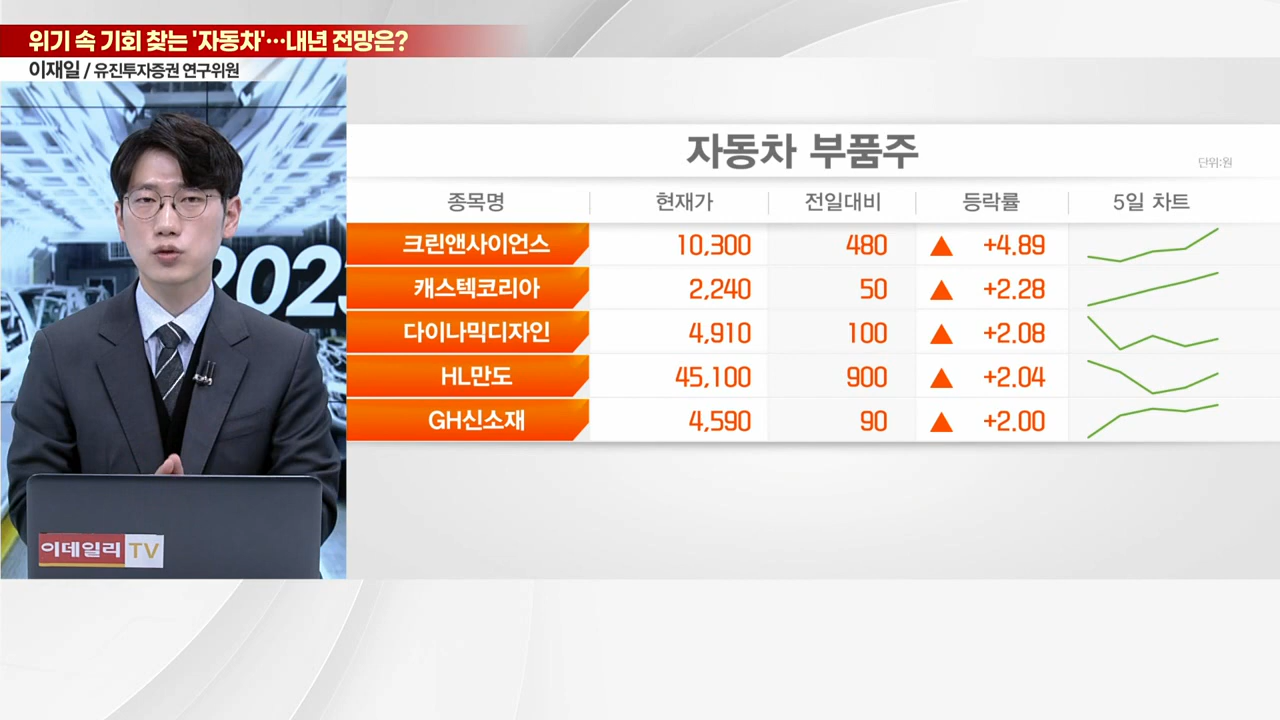 위기 속 기회 찾는 '자동차'…내년 전망은?
이재일 / 유진투자증권 연구위원
2023
이데일리 TV
자동차 부품주
단위:원
종목명 현재가 전일대비 등락률 5일 차트
크린앤사이언스 10,300 480 ▲ +4.89
캐스텍코리아 2,240 50 ▲ +2.28
다이나믹디자인 4,910 100 ▲ +2.08
HL만도 45,100 900 ▲ +2.04
GH신소재 4,590 90 ▲ +2.00